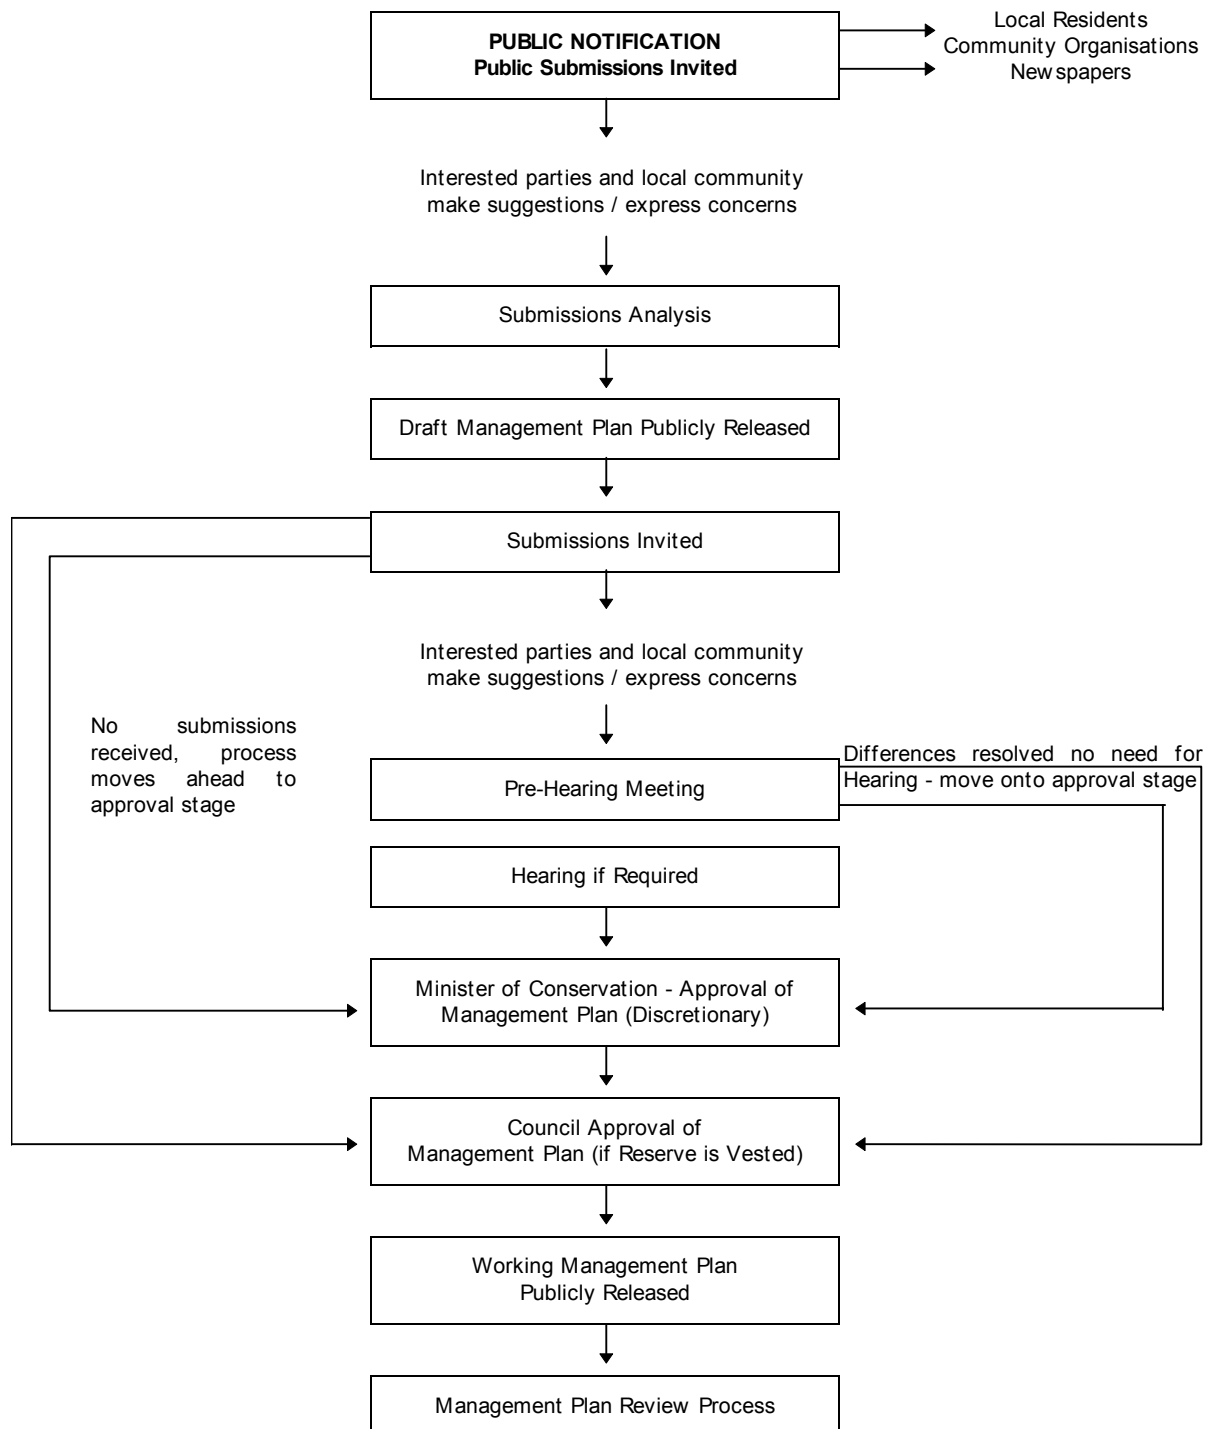 PUBLIC NOTIFICATION
Public Submissions Invited
Local Residents
Community Organisations
Newspapers
Interested parties and local community
make suggestions / express concerns
Submissions Analysis
Draft Management Plan Publicly Released
Submissions Invited
Interested parties and local community
make suggestions / express concerns
No submissions
received, process
moves ahead to
approval stage
Pre-Hearing Meeting
Differences resolved no need for
Hearing - move onto approval stage
Hearing if Required
Minister of Conservation - Approval of
Management Plan (Discretionary)
Council Approval of
Management Plan (if Reserve is Vested)
Working Management Plan
Publicly Released
Management Plan Review Process